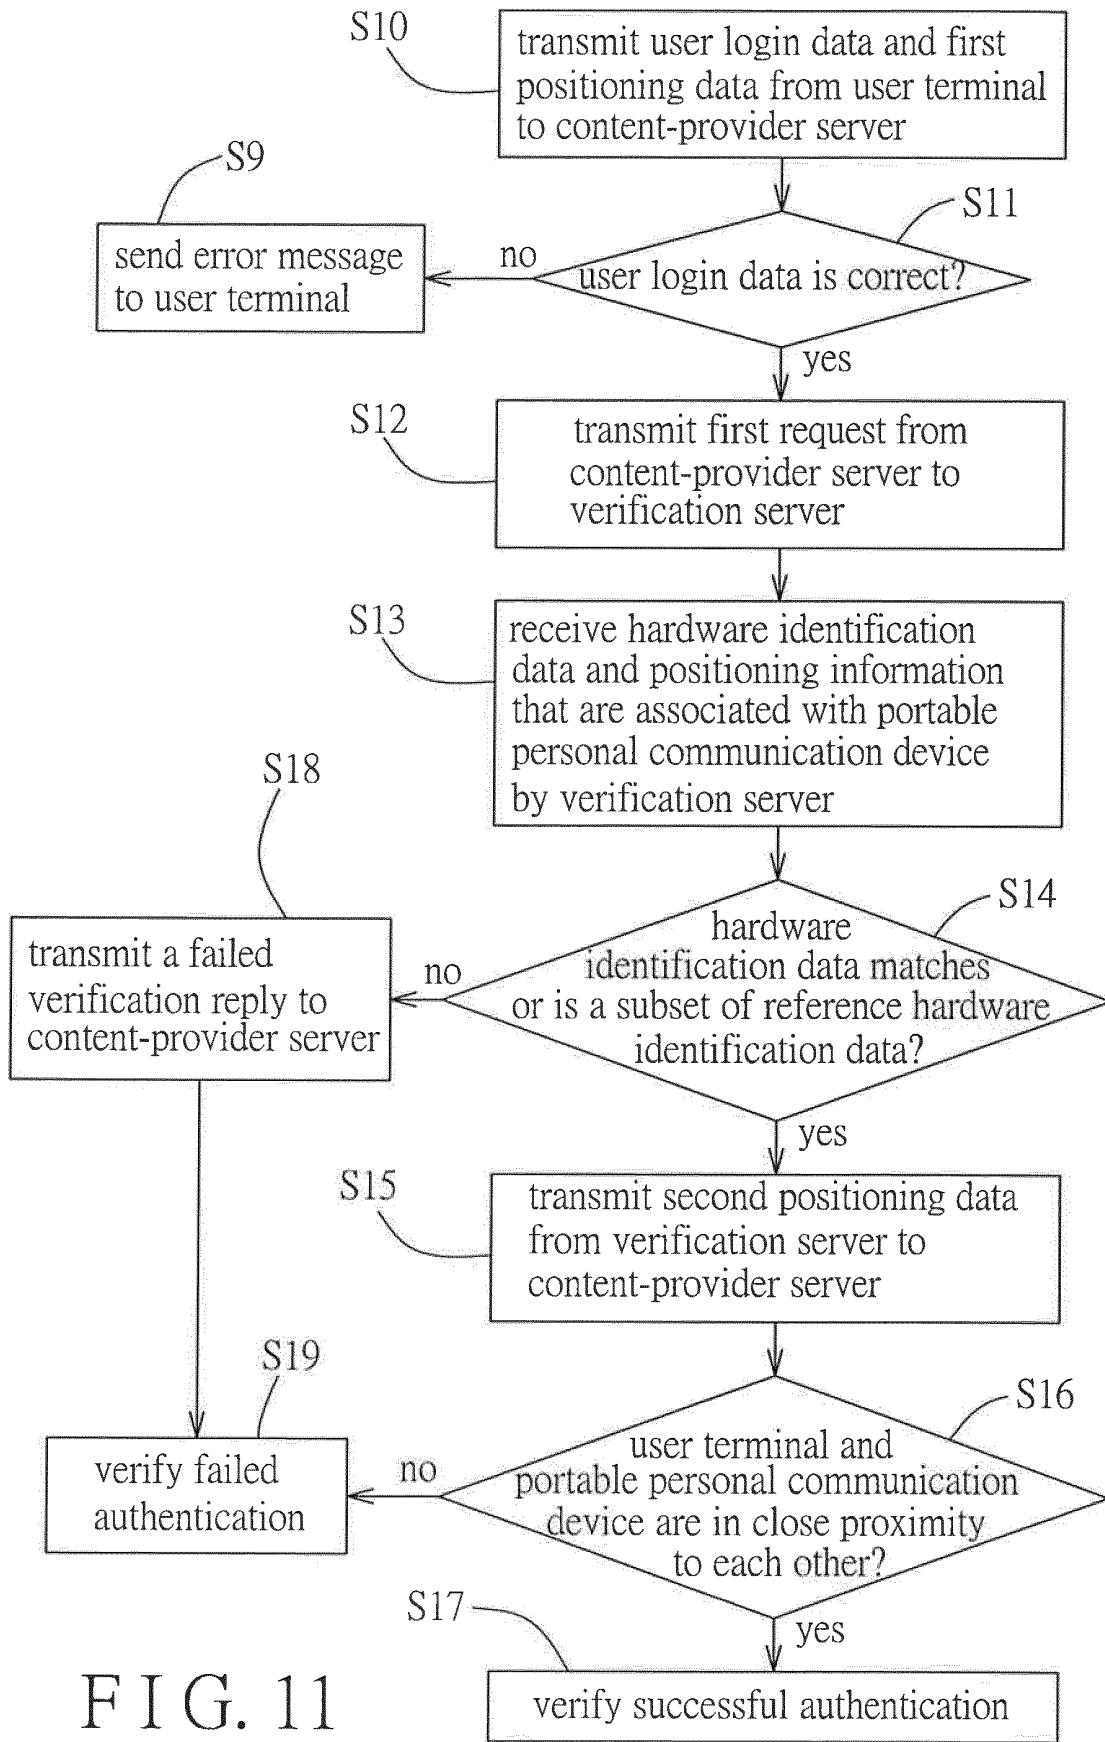 S10
transmit user login data and first
positioning data from user terminal
to content-provider server
S9
send error message
to user terminal
no
S11
user login data is correct?
yes
S12
transmit first request from
content-provider server to
verification server
S13
receive hardware identification
data and positioning information
that are associated with portable
personal communication device
by verification server
S18
transmit a failed
verification reply to
content-provider server
no
S14
hardware
identification data matches
or is a subset of reference hardware
identification data?
yes
S15
transmit second positioning data
from verification server to
content-provider server
S19
verify failed
authentication
no
S16
user terminal and
portable personal communication
device are in close proximity
to each other?
yes
S17
verify successful authentication
FIG. 11